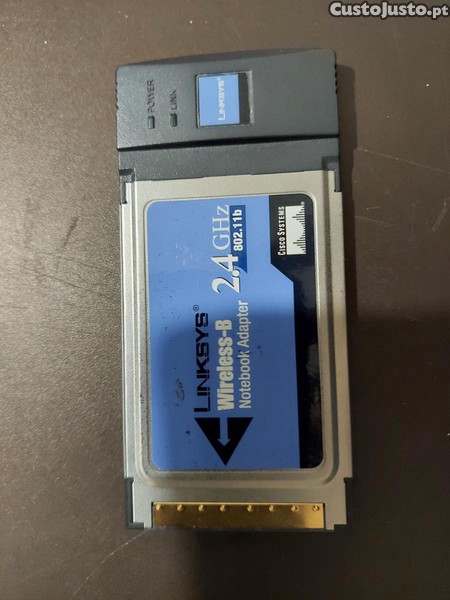 CustoJusto.pt
POWER
LINK
LINKSYS®
LINKSYS®
Wireless-B
Notebook Adapter
2.4 GHz
802.11b
CISCO SYSTEMS